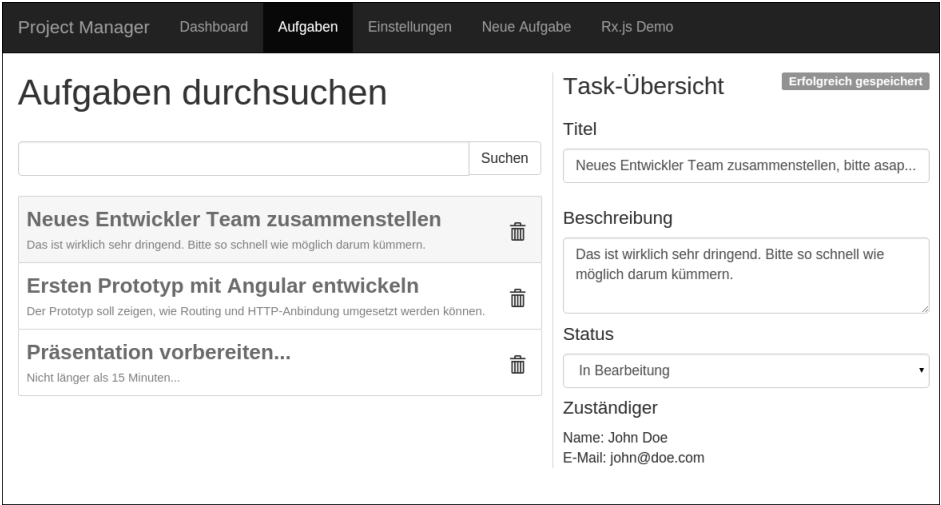 Project Manager Dashboard Aufgaben Einstellungen Neue Aufgabe Rx.js Demo
Aufgaben durchsuchen
Suchen
Neues Entwickler Team zusammenstellen
Das ist wirklich sehr dringend. Bitte so schnell wie möglich darum kümmern.
Ersten Prototyp mit Angular entwickeln
Der Prototyp soll zeigen, wie Routing und HTTP-Anbindung umgesetzt werden können.
Präsentation vorbereiten...
Nicht länger als 15 Minuten...
Task-Übersicht
Erfolgreich gespeichert
Titel
Neues Entwickler Team zusammenstellen, bitte asap...
Beschreibung
Das ist wirklich sehr dringend. Bitte so schnell wie
möglich darum kümmern.
Status
In Bearbeitung
Zuständiger
Name: John Doe
E-Mail: john@doe.com